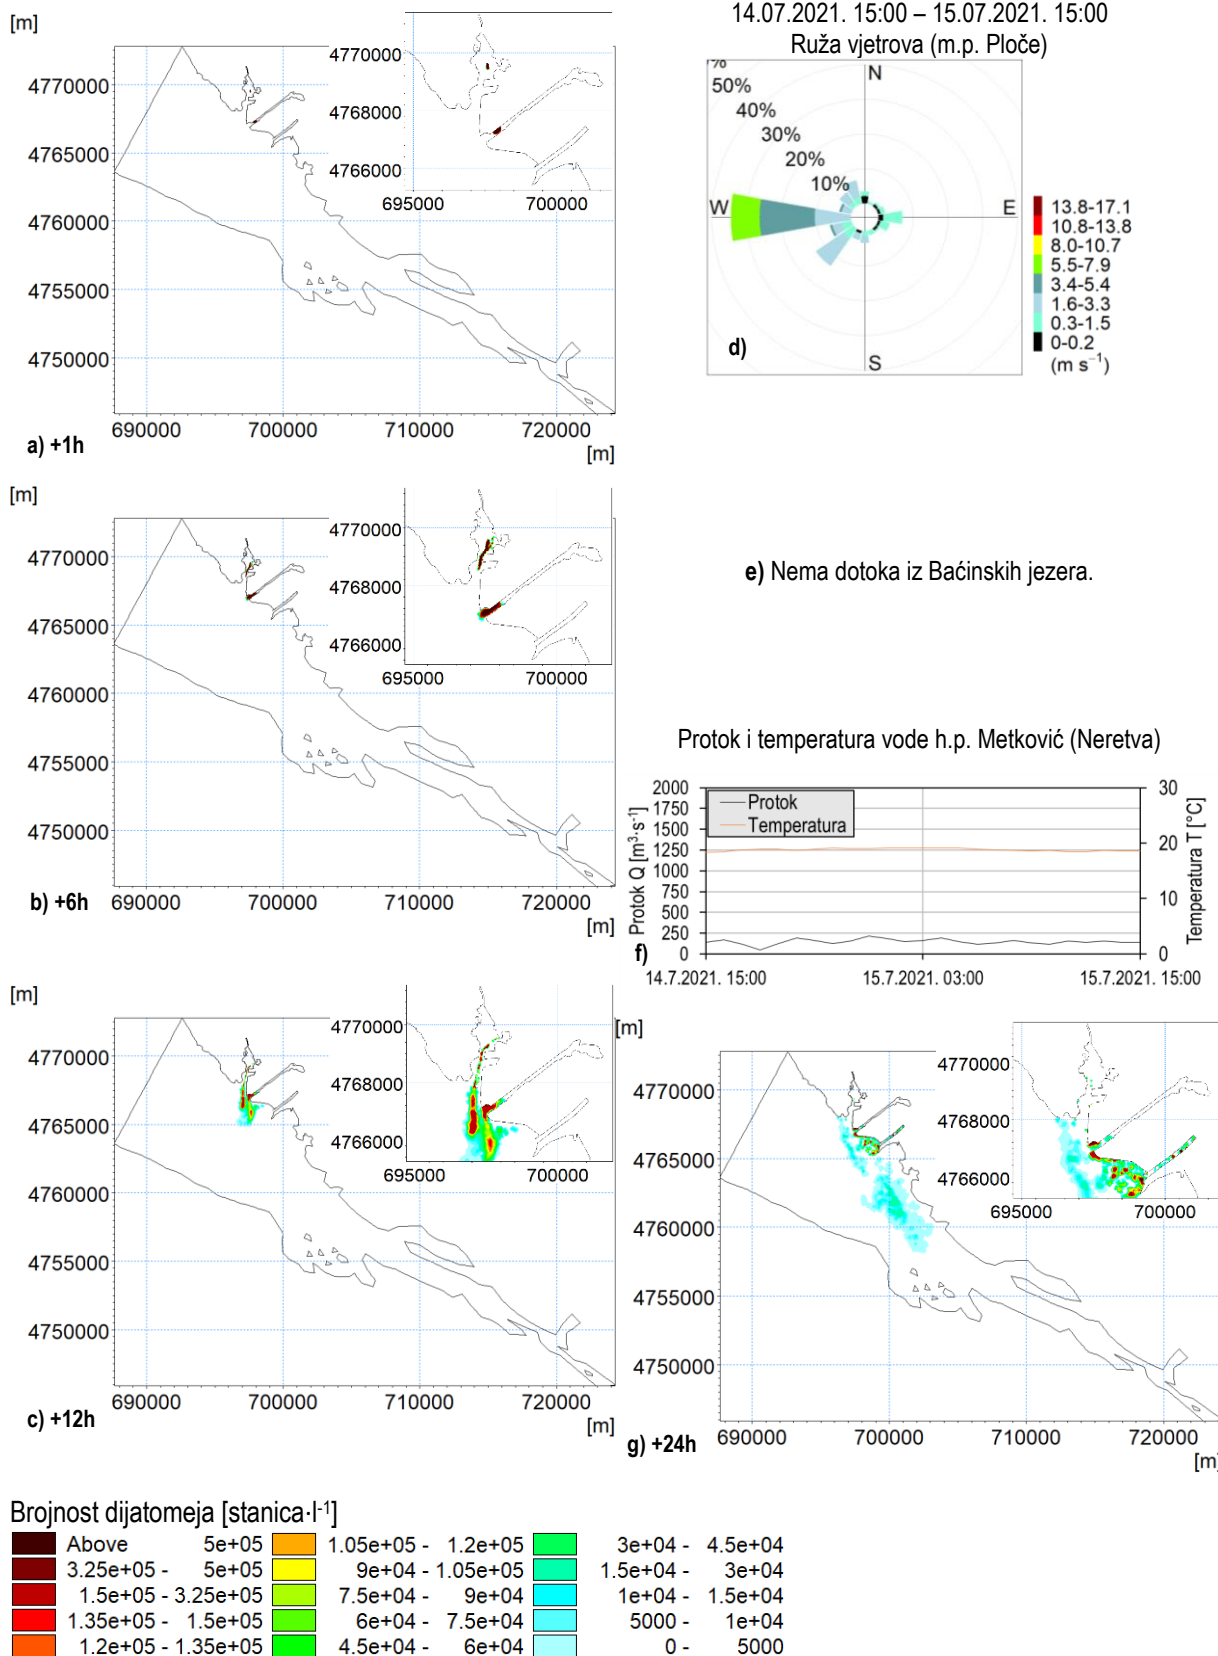 [m]
4770000
4765000
4760000
4755000
4750000
690000 700000 710000 720000
[m]
4770000
4768000
4766000
695000 700000
a) +1h
14.07.2021. 15:00 – 15.07.2021. 15:00
Ruža vjetrova (m.p. Ploče)
%
50%
40%
30%
20%
10%
N
W
E
S
d)
13.8-17.1
10.8-13.8
8.0-10.7
5.5-7.9
3.4-5.4
1.6-3.3
0.3-1.5
0-0.2
(m s⁻¹)
[m]
4770000
4765000
4760000
4755000
4750000
690000 700000 710000 720000
[m]
4770000
4768000
4766000
695000 700000
b) +6h
e) Nema dotoka iz Baćinskih jezera.
Protok i temperatura vode h.p. Metković (Neretva)
Protok Q [m³·s⁻¹]
2000
1750
1500
1250
1000
750
500
250
0
Protok
Temperatura
30
20
10
0
Temperatura T [°C]
f)
14.7.2021. 15:00 15.7.2021. 03:00 15.7.2021. 15:00
[m]
4770000
4765000
4760000
4755000
4750000
690000 700000 710000 720000
[m]
4770000
4768000
4766000
695000 700000
c) +12h
[m]
4770000
4765000
4760000
4755000
4750000
690000 700000 710000 720000
[m]
4770000
4768000
4766000
695000 700000
g) +24h
Brojnost dijatomeja [stanica·l⁻¹]
Above 5e+05 1.05e+05 - 1.2e+05 3e+04 - 4.5e+04
3.25e+05 - 5e+05 9e+04 - 1.05e+05 1.5e+04 - 3e+04
1.5e+05 - 3.25e+05 7.5e+04 - 9e+04 1e+04 - 1.5e+04
1.35e+05 - 1.5e+05 6e+04 - 7.5e+04 5000 - 1e+04
1.2e+05 - 1.35e+05 4.5e+04 - 6e+04 0 - 5000